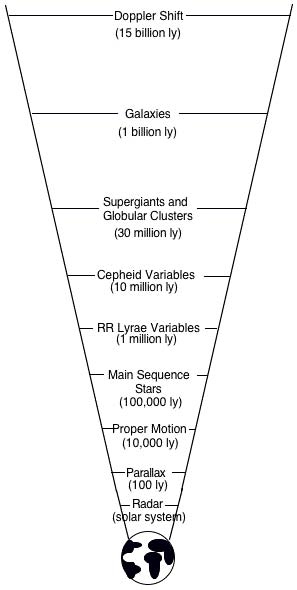 Doppler Shift
(15 billion ly)
Galaxies
(1 billion ly)
Supergiants and
Globular Clusters
(30 million ly)
Cepheid Variables
(10 million ly)
RR Lyrae Variables
(1 million ly)
Main Sequence
Stars
(100,000 ly)
Proper Motion
(10,000 ly)
Parallax
(100 ly)
Radar
(solar system)